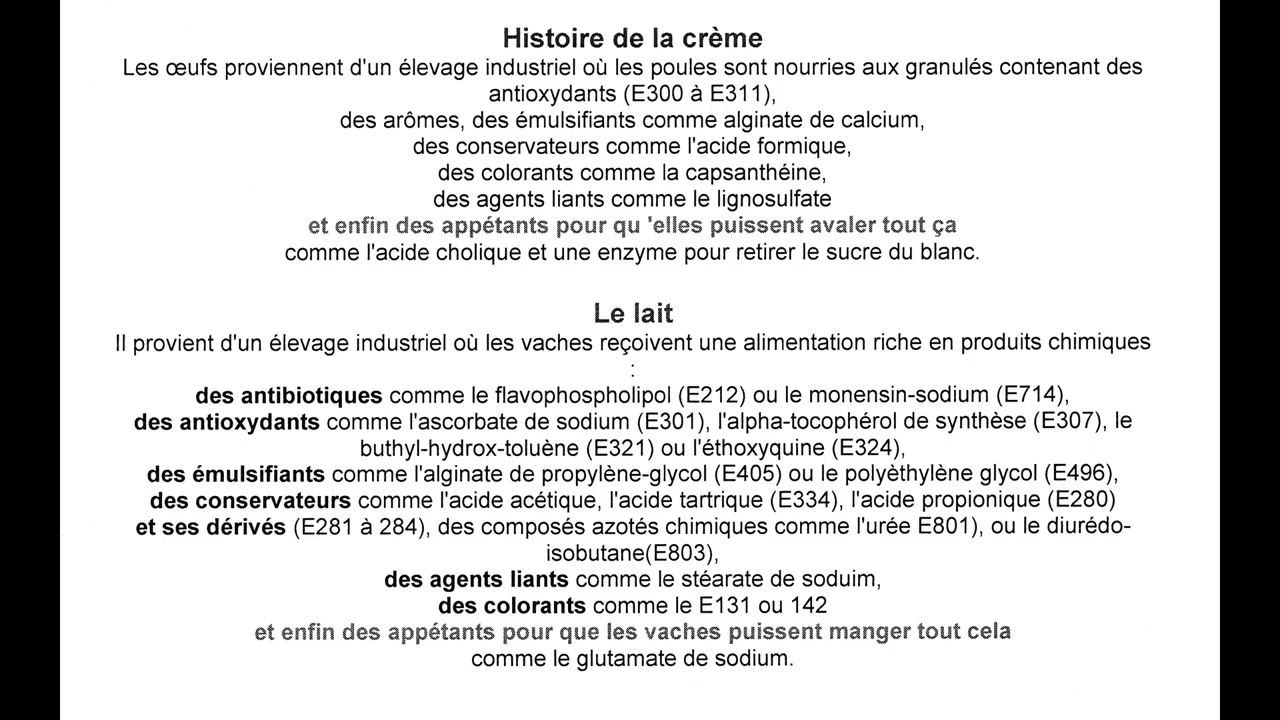 Histoire de la crème
Les œufs proviennent d'un élevage industriel où les poules sont nourries aux granulés contenant des
antioxydants (E300 à E311),
des arômes, des émulsifiants comme alginate de calcium,
des conservateurs comme l'acide formique,
des colorants comme la capsanthéine,
des agents liants comme le lignosulfate
et enfin des appétants pour qu 'elles puissent avaler tout ça
comme l'acide cholique et une enzyme pour retirer le sucre du blanc.
Le lait
Il provient d'un élevage industriel où les vaches reçoivent une alimentation riche en produits chimiques
:
des antibiotiques comme le flavophospholipol (E212) ou le monensin-sodium (E714),
des antioxydants comme l'ascorbate de sodium (E301), l'alpha-tocophérol de synthèse (E307), le
buthyl-hydrox-toluène (E321) ou l'éthoxyquine (E324),
des émulsifiants comme l'alginate de propylène-glycol (E405) ou le polyèthylène glycol (E496),
des conservateurs comme l'acide acétique, l'acide tartrique (E334), l'acide propionique (E280)
et ses dérivés (E281 à 284), des composés azotés chimiques comme l'urée E801), ou le diurédo-
isobutane(E803),
des agents liants comme le stéarate de soduim,
des colorants comme le E131 ou 142
et enfin des appétants pour que les vaches puissent manger tout cela
comme le glutamate de sodium.